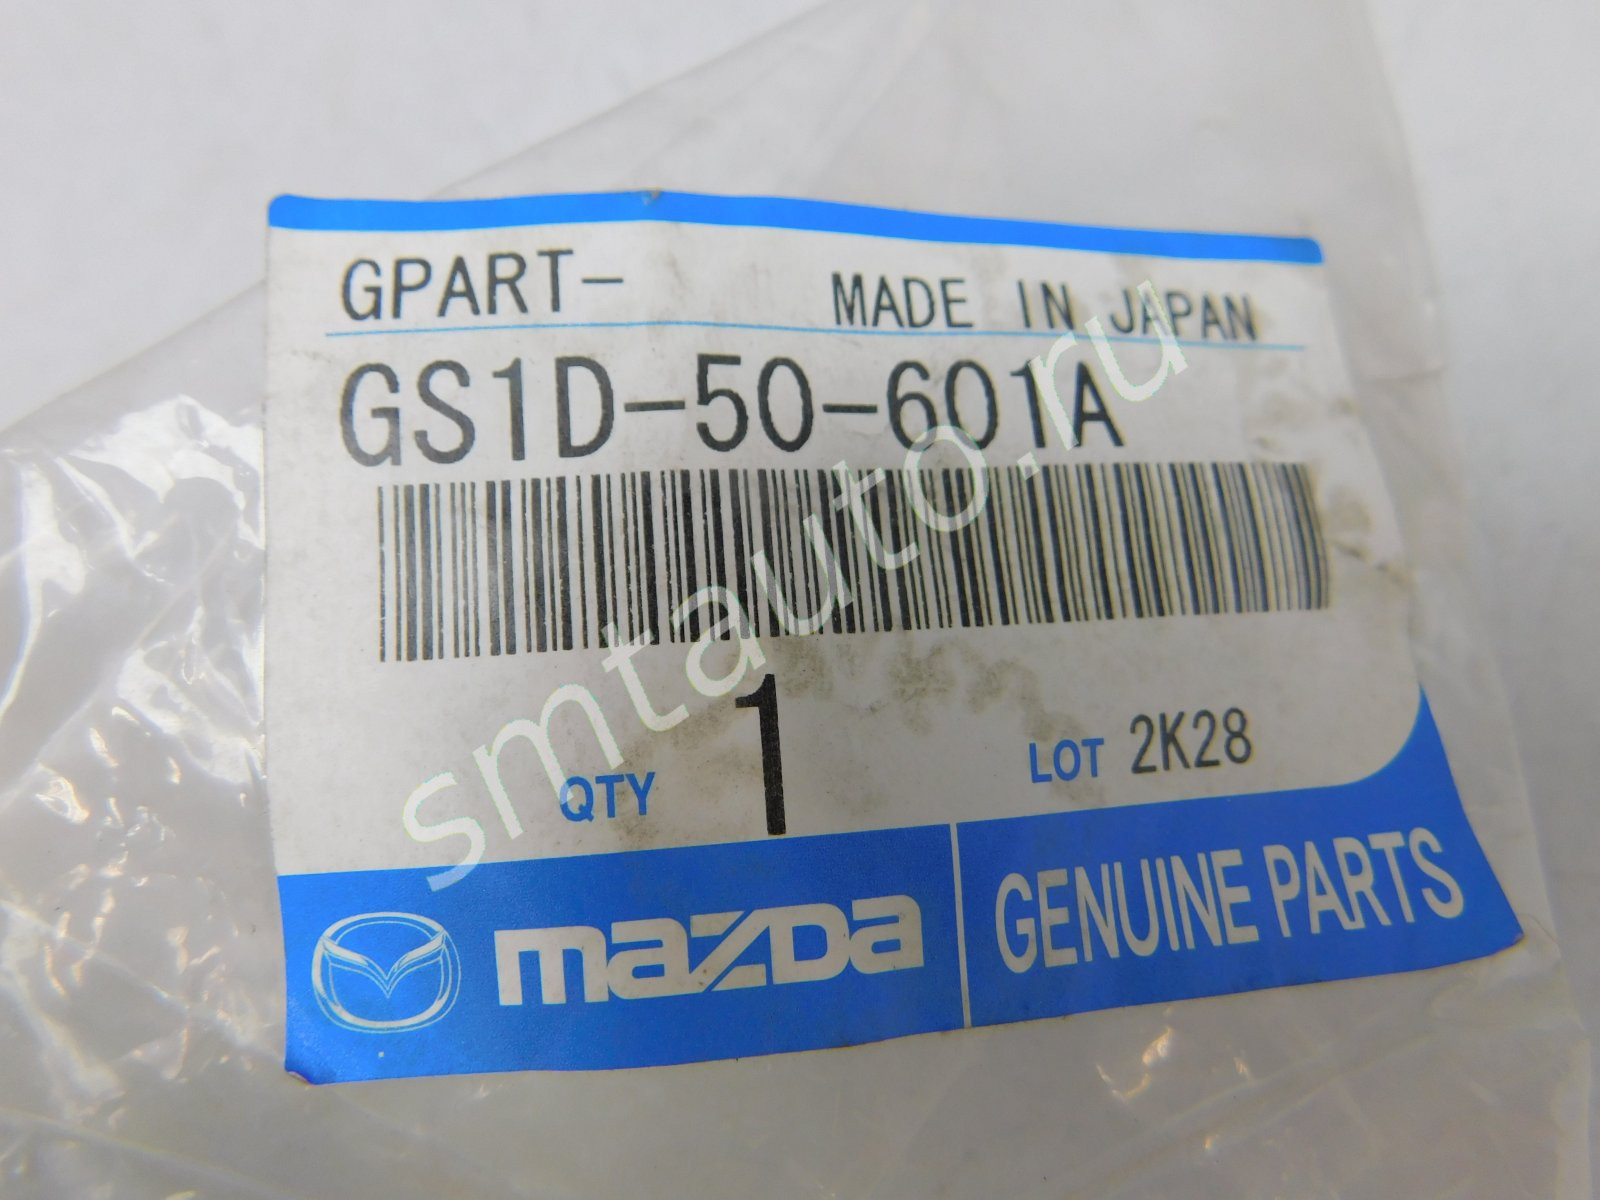 GPART- MADE IN JAPAN
GS1D-50-601A
QTY 1 LOT 2K28
mazda GENUINE PARTS
smtauto.ru